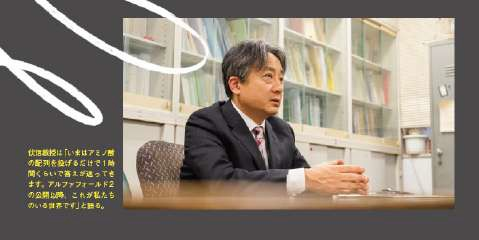 伏信教授は「いまはアミノ酸
の配列を投げるだけで1時
間くらいで答えが返ってき
ます。アルファフォールド2
の公開以降、これが私たち
のいる世界です」と語る。